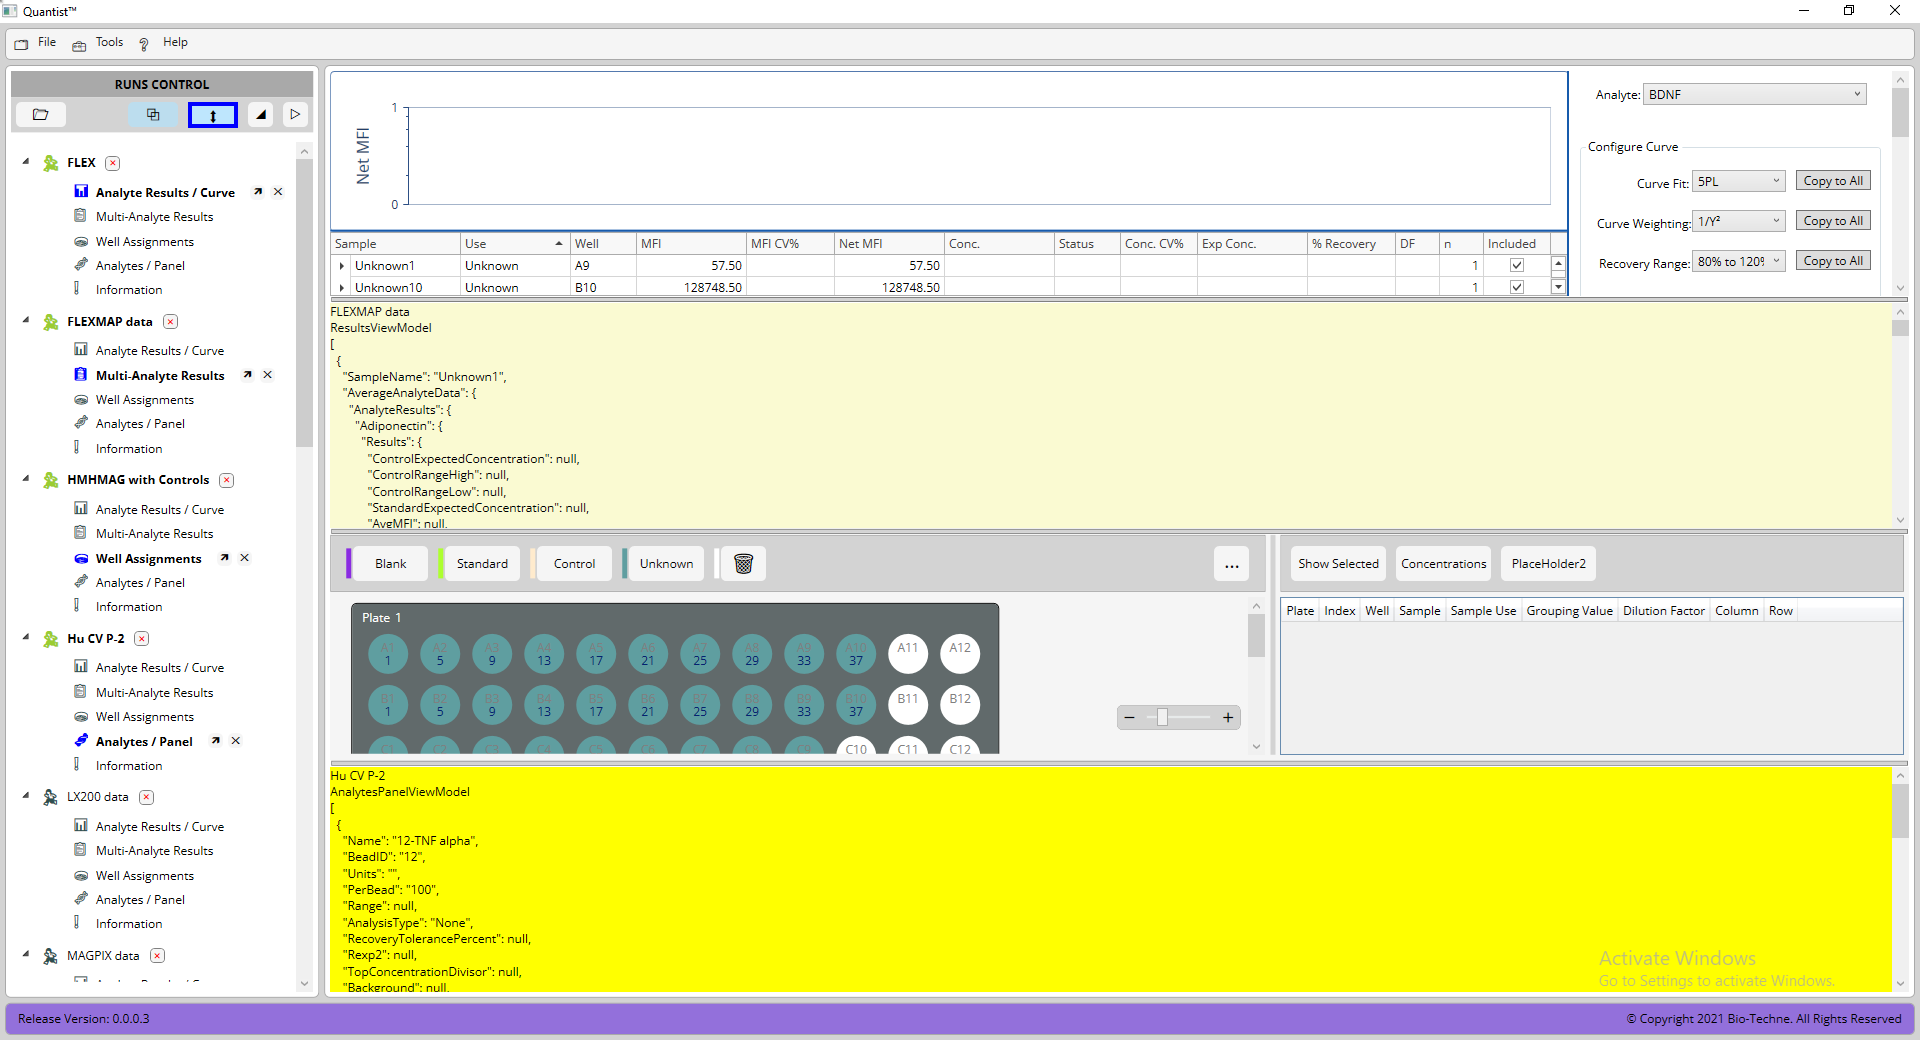 Quantist™
File Tools Help
RUNS CONTROL
FLEX
Analyte Results / Curve
Multi-Analyte Results
Well Assignments
Analytes / Panel
Information
FLEXMAP data
Analyte Results / Curve
Multi-Analyte Results
Well Assignments
Analytes / Panel
Information
HMHMAG with Controls
Analyte Results / Curve
Multi-Analyte Results
Well Assignments
Analytes / Panel
Information
Hu CV P-2
Analyte Results / Curve
Multi-Analyte Results
Well Assignments
Analytes / Panel
Information
LX200 data
Analyte Results / Curve
Multi-Analyte Results
Well Assignments
Analytes / Panel
Information
MAGPIX data
1
Net MFI
0
Analyte: BDNF
Configure Curve
Curve Fit: 5PL Copy to All
Curve Weighting: 1/Y² Copy to All
Recovery Range: 80% to 120% Copy to All
Sample Use Well MFI MFI CV% Net MFI Conc. Status Conc. CV% Exp Conc. % Recovery DF n Included
Unknown1 Unknown A9 57.50 57.50 1
Unknown10 Unknown B10 128748.50 128748.50 1
FLEXMAP data
ResultsViewModel
[
{
"SampleName": "Unknown1",
"AverageAnalyteData": {
"AnalyteResults": {
"Adiponectin": {
"Results": {
"ControlExpectedConcentration": null,
"ControlRangeHigh": null,
"ControlRangeLow": null,
"StandardExpectedConcentration": null,
"AvgMFI": null,
Blank Standard Control Unknown ...
Show Selected Concentrations PlaceHolder2
Plate 1
A1 A2 A3 A4 A5 A6 A7 A8 A9 A10 A11 A12
1 5 9 13 17 21 25 29 33 37
B1 B2 B3 B4 B5 B6 B7 B8 B9 B10 B11 B12
1 5 9 13 17 21 25 29 33 37
C1 C2 C3 C4 C5 C6 C7 C8 C9 C10 C11 C12
Plate Index Well Sample Sample Use Grouping Value Dilution Factor Column Row
Hu CV P-2
AnalytesPanelViewModel
[
{
"Name": "12-TNF alpha",
"BeadID": "12",
"Units": "",
"PerBead": "100",
"Range": null,
"AnalysisType": "None",
"RecoveryTolerancePercent": null,
"Rexp2": null,
"TopConcentrationDivisor": null,
"Background": null,
Activate Windows
Go to Settings to activate Windows.
Release Version: 0.0.0.3
© Copyright 2021 Bio-Techne. All Rights Reserved